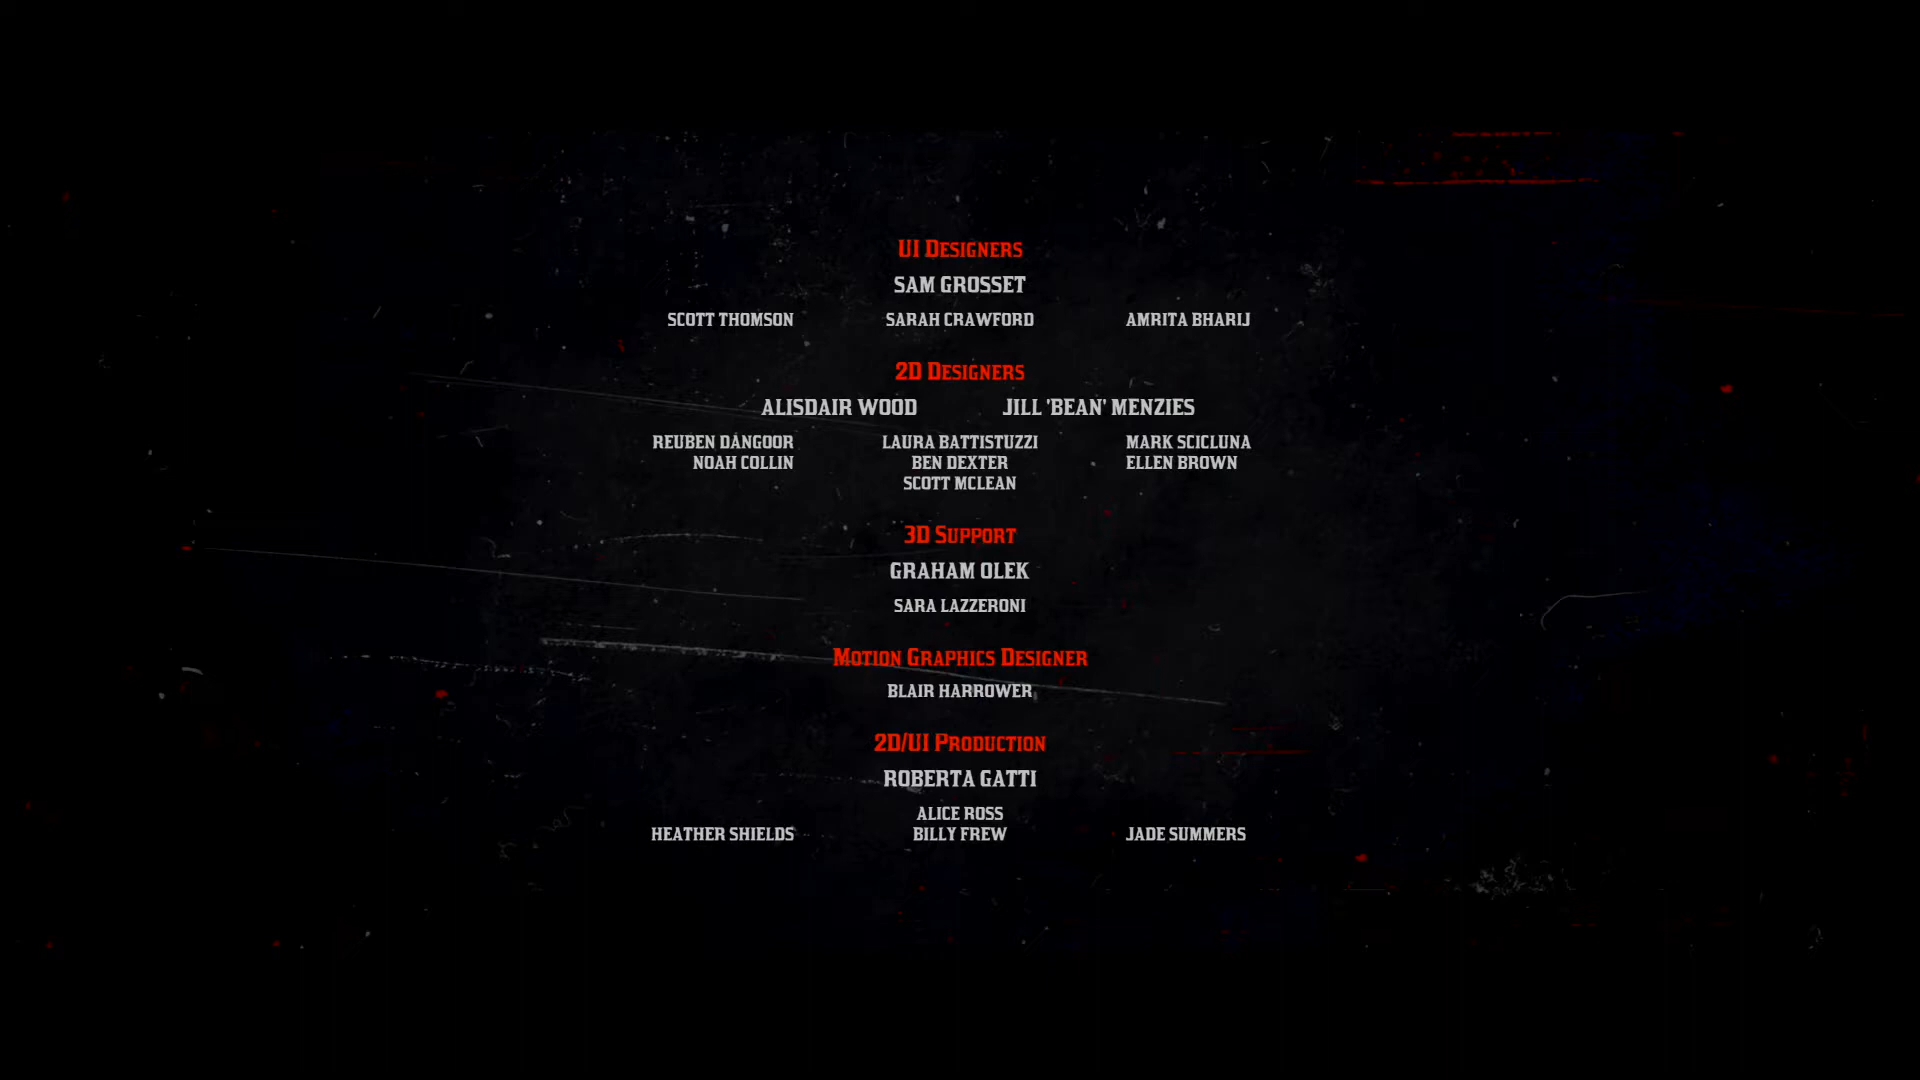 UI Designers
SAM GROSSET
SCOTT THOMSON SARAH CRAWFORD AMRITA BHARIJ
2D Designers
ALISDAIR WOOD JILL 'BEAN' MENZIES
REUBEN DANGOOR LAURA BATTISTUZZI MARK SCICLUNA
NOAH COLLIN BEN DEXTER ELLEN BROWN
SCOTT MCLEAN
3D Support
GRAHAM OLEK
SARA LAZZERONI
Motion Graphics Designer
BLAIR HARROWER
2D/UI Production
ROBERTA GATTI
ALICE ROSS
HEATHER SHIELDS BILLY FREW JADE SUMMERS